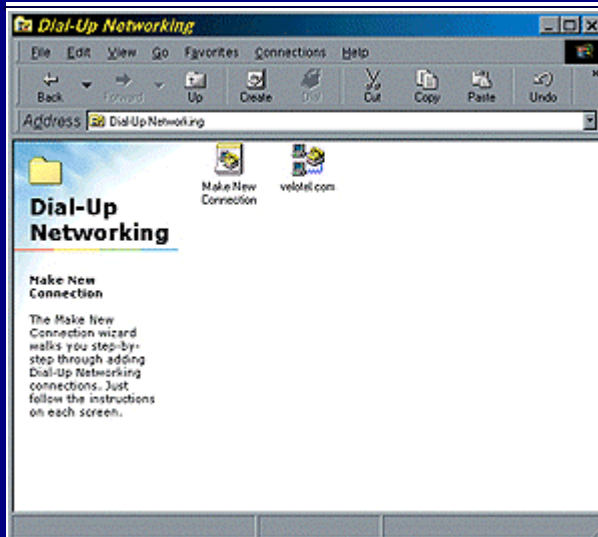 Dial-Up Networking
File Edit View Go Favorites Connections Help
Back Forward Up Create Dial Cut Copy Paste Undo »
Address Dial-Up Networking
Make New
Connection
velotel com
Dial-Up
Networking
Make New
Connection
The Make New
Connection wizard
walks you step-by-
step through adding
Dial-Up Networking
connections. Just
follow the instructions
on each screen.